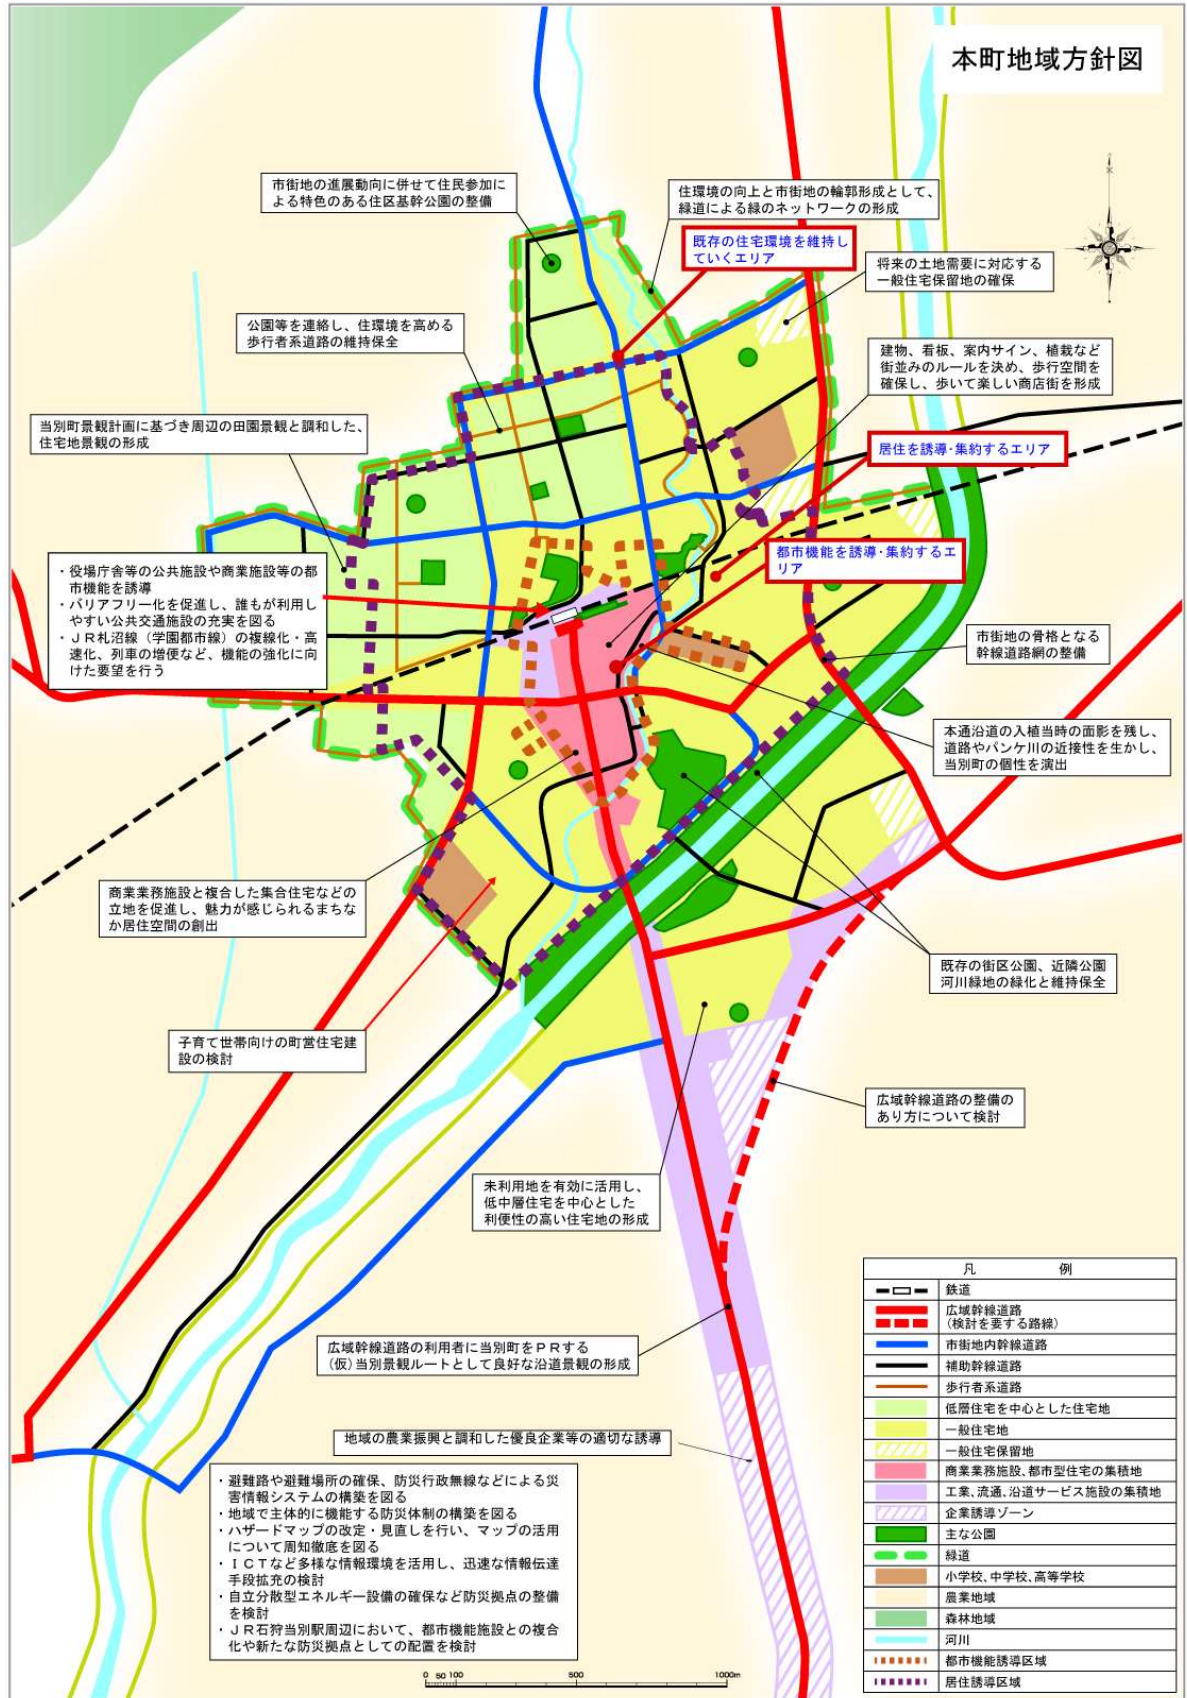 本町地域方針図
市街地の進展動向に併せて住民参加に
よる特色のある住区基幹公園の整備
住環境の向上と市街地の輪郭形成として、
緑道による緑のネットワークの形成
既存の住宅環境を維持し
ていくエリア
将来の土地需要に対応する
一般住宅保留地の確保
公園等を連絡し、住環境を高める
歩行者系道路の維持保全
建物、看板、案内サイン、植栽など
街並みのルールを決め、歩行空間を
確保し、歩いて楽しい商店街を形成
当別町景観計画に基づき周辺の田園景観と調和した、
住宅地景観の形成
居住を誘導・集約するエリア
都市機能を誘導・集約するエ
リア
・役場庁舎等の公共施設や商業施設等の都
市機能を誘導
・バリアフリー化を促進し、誰もが利用し
やすい公共交通施設の充実を図る
・ＪＲ札沼線（学園都市線）の複線化・高
速化、列車の増便など、機能の強化に向
けた要望を行う
市街地の骨格となる
幹線道路網の整備
本通沿道の入植当時の面影を残し、
道路やパンケ川の近接性を生かし、
当別町の個性を演出
商業業務施設と複合した集合住宅などの
立地を促進し、魅力が感じられるまちな
か居住空間の創出
既存の街区公園、近隣公園
河川緑地の緑化と維持保全
子育て世帯向けの町営住宅建
設の検討
広域幹線道路の整備の
あり方について検討
未利用地を有効に活用し、
低中層住宅を中心とした
利便性の高い住宅地の形成
広域幹線道路の利用者に当別町をＰＲする
(仮)当別景観ルートとして良好な沿道景観の形成
地域の農業振興と調和した優良企業等の適切な誘導
・避難路や避難場所の確保、防災行政無線などによる災
害情報システムの構築を図る
・地域で主体的に機能する防災体制の構築を図る
・ハザードマップの改定・見直しを行い、マップの活用
について周知徹底を図る
・ＩＣＴなど多様な情報環境を活用し、迅速な情報伝達
手段拡充の検討
・自立分散型エネルギー設備の確保など防災拠点の整備
を検討
・ＪＲ石狩当別駅周辺において、都市機能施設との複合
化や新たな防災拠点としての配置を検討
凡 例
鉄道
広域幹線道路
(検討を要する路線)
市街地内幹線道路
補助幹線道路
歩行者系道路
低層住宅を中心とした住宅地
一般住宅地
一般住宅保留地
商業業務施設、都市型住宅の集積地
工業、流通、沿道サービス施設の集積地
企業誘導ゾーン
主な公園
緑道
小学校、中学校、高等学校
農業地域
森林地域
河川
都市機能誘導区域
居住誘導区域
0 50 100 500 1000m